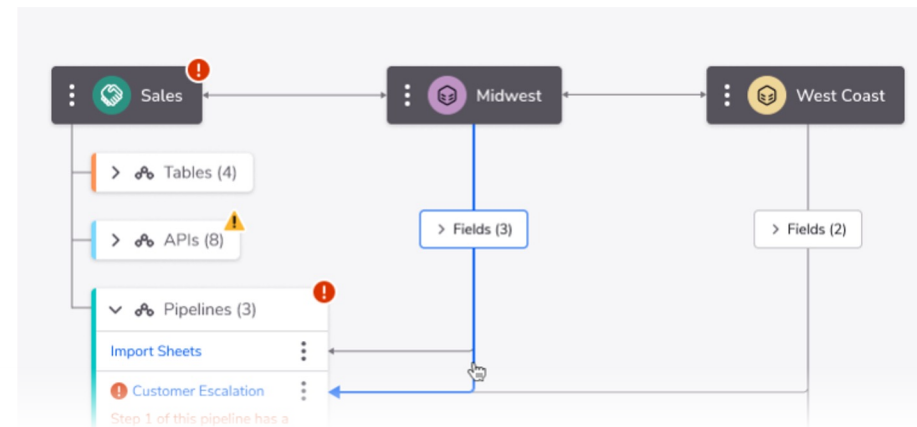 Sales
Midwest
West Coast
Tables (4)
APIs (8)
Fields (3)
Fields (2)
Pipelines (3)
Import Sheets
Customer Escalation
Step 1 of this pipeline has a